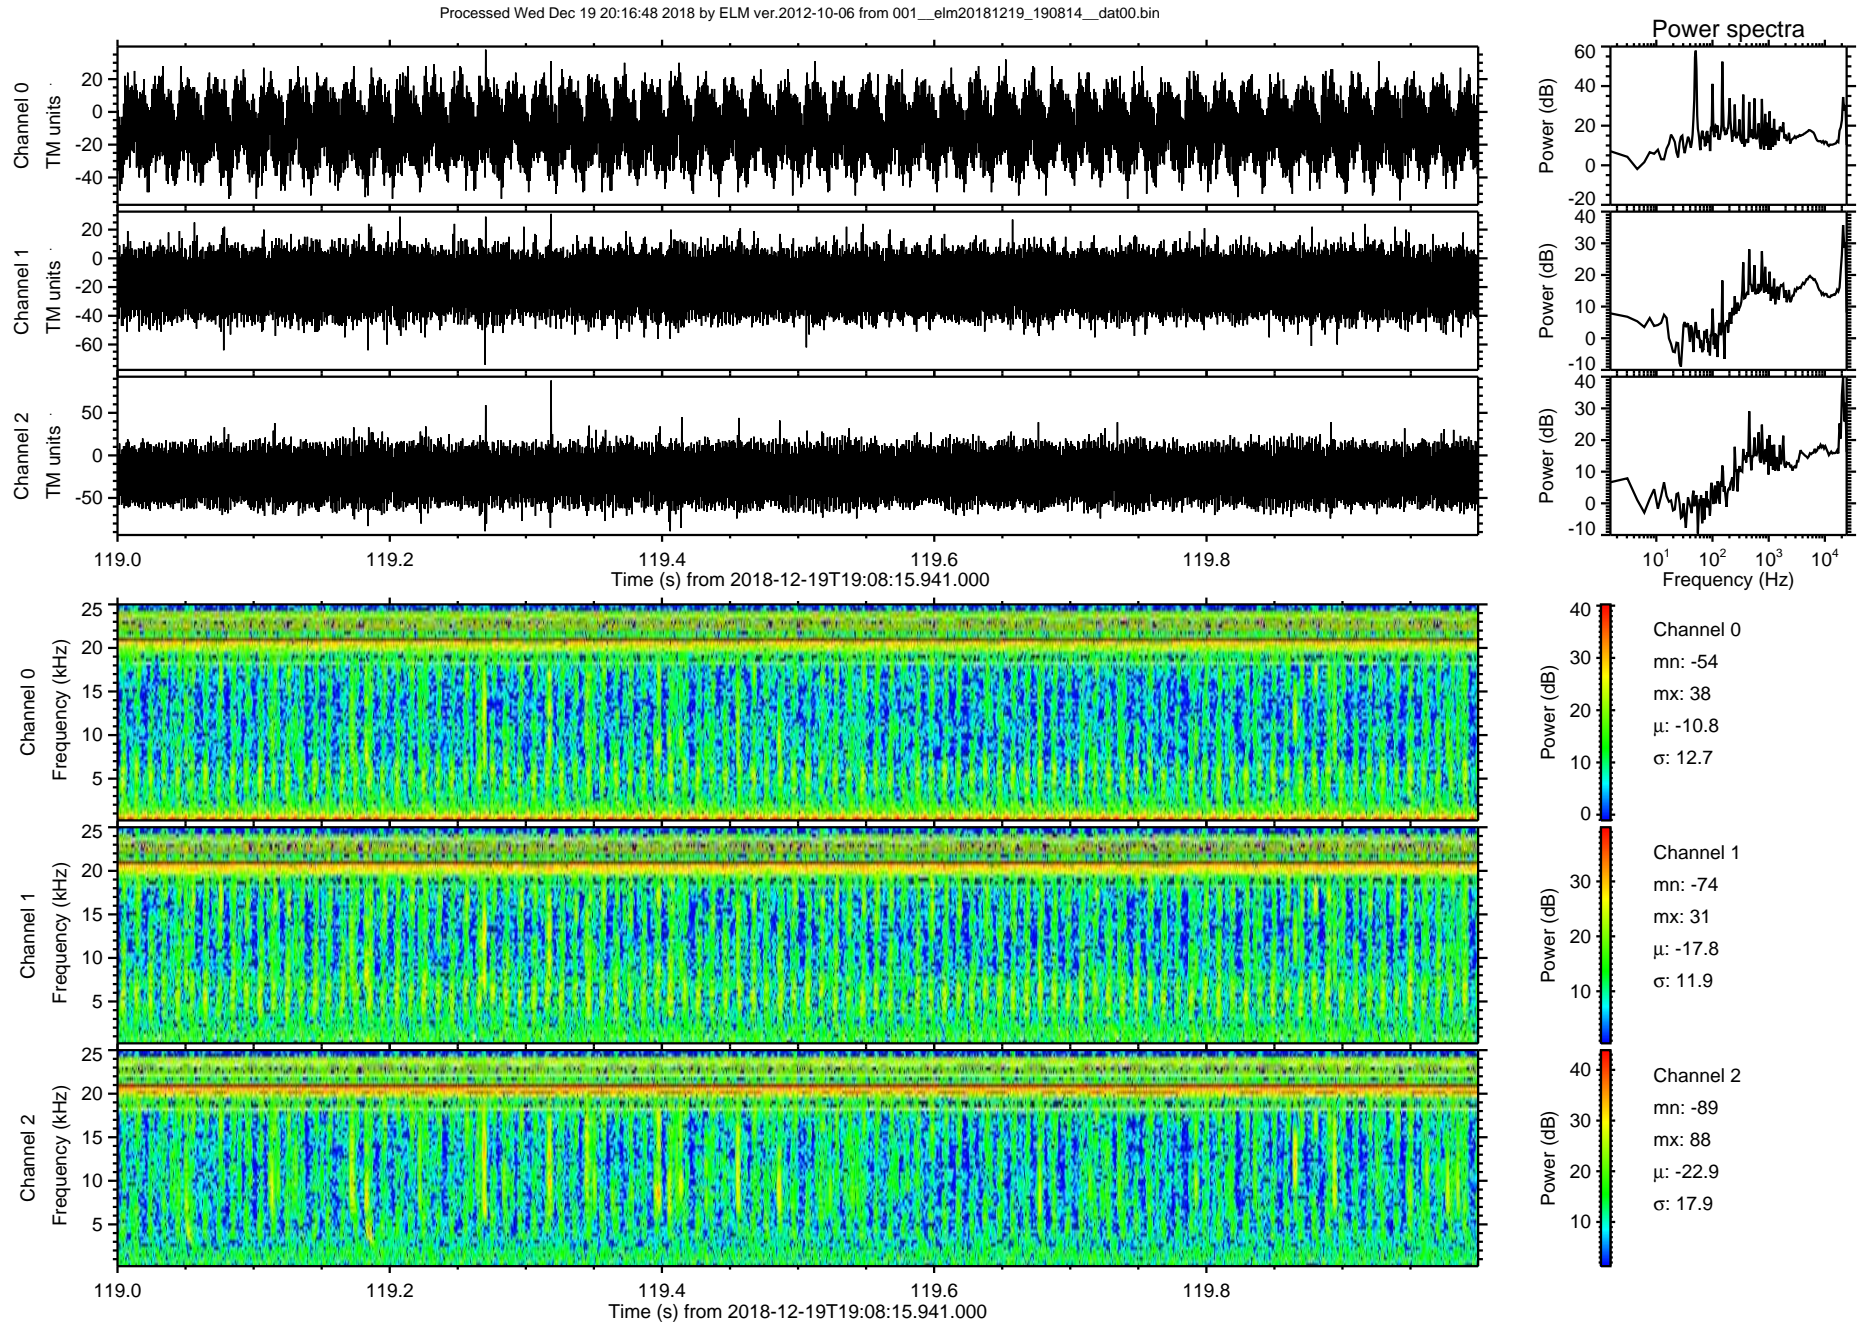 Processed Wed Dec 19 20:16:48 2018 by ELM ver.2012-10-06 from 001__elm20181219_190814__dat00.bin
Power spectra
Channel 0
TM units
20
0
-20
-40
Power (dB)
60
40
20
0
-20
Channel 1
TM units
20
0
-20
-40
-60
Power (dB)
40
30
20
10
0
-10
Channel 2
TM units
50
0
-50
Power (dB)
40
30
20
10
0
-10
119.0 119.2 119.4 119.6 119.8
Time (s) from 2018-12-19T19:08:15.941.000
10¹ 10² 10³ 10⁴
Frequency (Hz)
Channel 0
Frequency (kHz)
25
20
15
10
5
Power (dB)
40
30
20
10
0
Channel 0
mn: -54
mx: 38
µ: -10.8
σ: 12.7
Channel 1
Frequency (kHz)
25
20
15
10
5
Power (dB)
30
20
10
Channel 1
mn: -74
mx: 31
µ: -17.8
σ: 11.9
Channel 2
Frequency (kHz)
25
20
15
10
5
Power (dB)
40
30
20
10
Channel 2
mn: -89
mx: 88
µ: -22.9
σ: 17.9
119.0 119.2 119.4 119.6 119.8
Time (s) from 2018-12-19T19:08:15.941.000